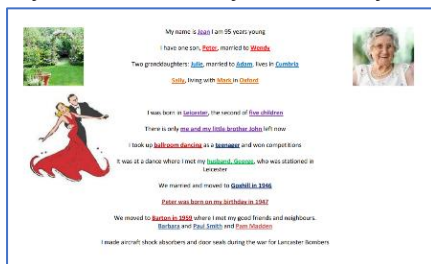 My name is Jean I am 95 years young
I have one son, Peter, married to Wendy
Two granddaughters: Julie, married to Adam, lives in Cumbria
Sally, living with Mark in Oxford
I was born in Leicester, the second of five children
There is only me and my little brother John left now
I took up ballroom dancing as a teenager and won competitions
It was at a dance where I met my husband, George, who was stationed in
Leicester
We married and moved to Goxhill in 1946
Peter was born on my birthday in 1947
We moved to Barton in 1959 where I met my good friends and neighbours.
Barbara and Paul Smith and Pam Madden
I made aircraft shock absorbers and door seals during the war for Lancaster Bombers